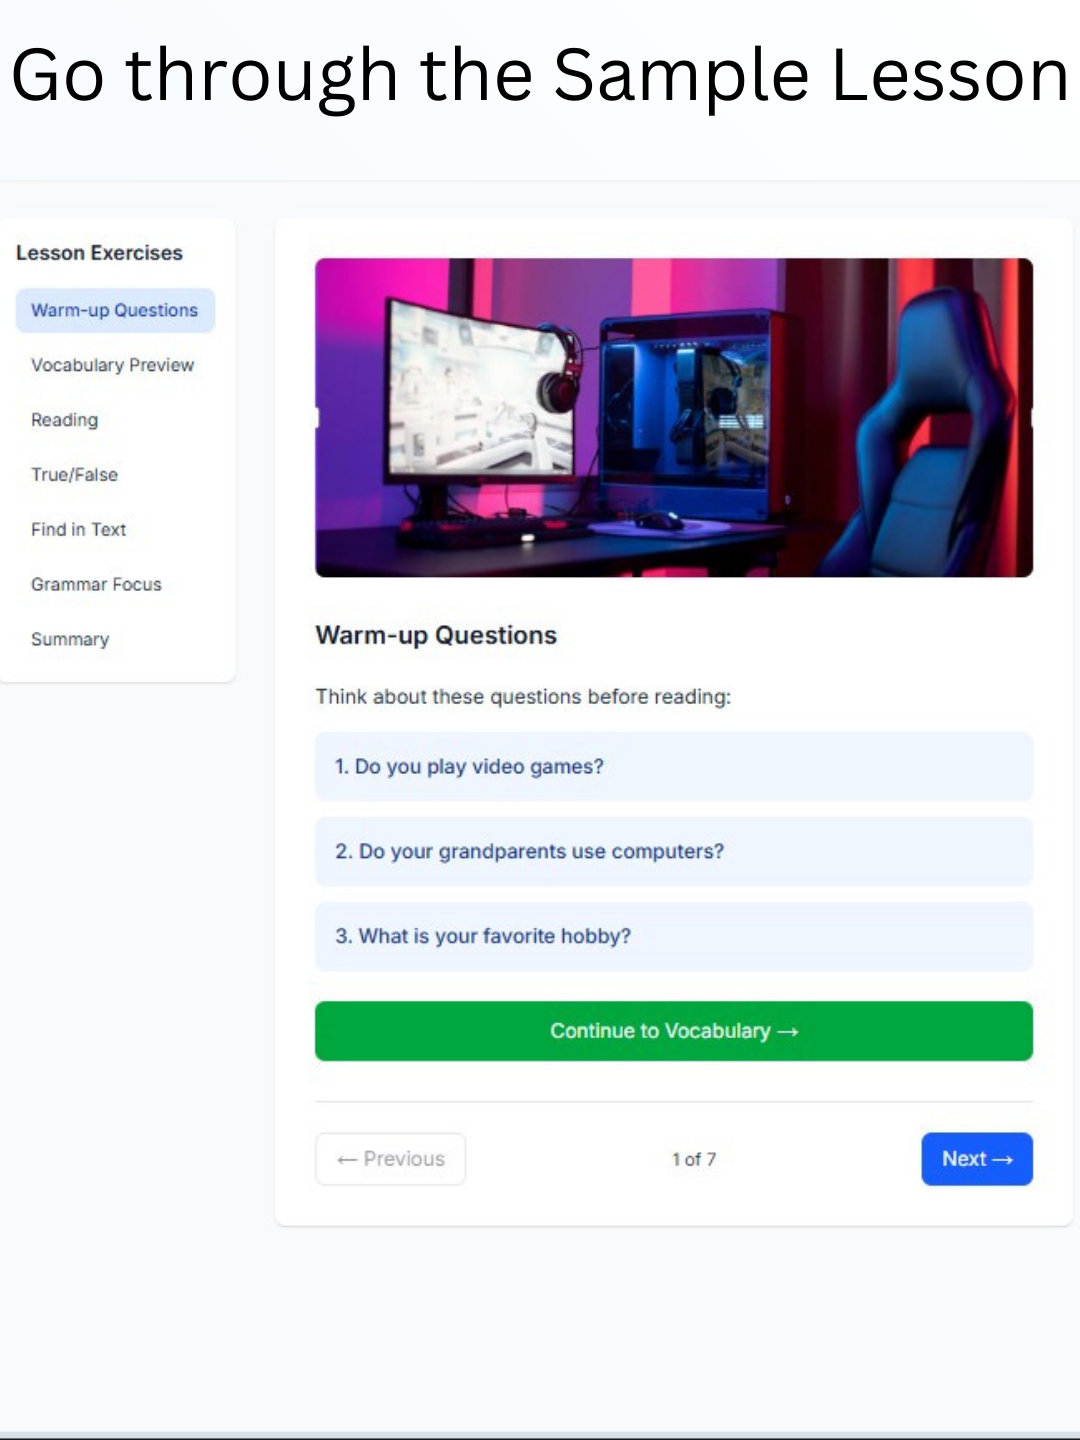 Go through the Sample Lesson
Lesson Exercises
Warm-up Questions
Vocabulary Preview
Reading
True/False
Find in Text
Grammar Focus
Summary
Warm-up Questions
Think about these questions before reading:
1. Do you play video games?
2. Do your grandparents use computers?
3. What is your favorite hobby?
Continue to Vocabulary →
← Previous
1 of 7
Next →